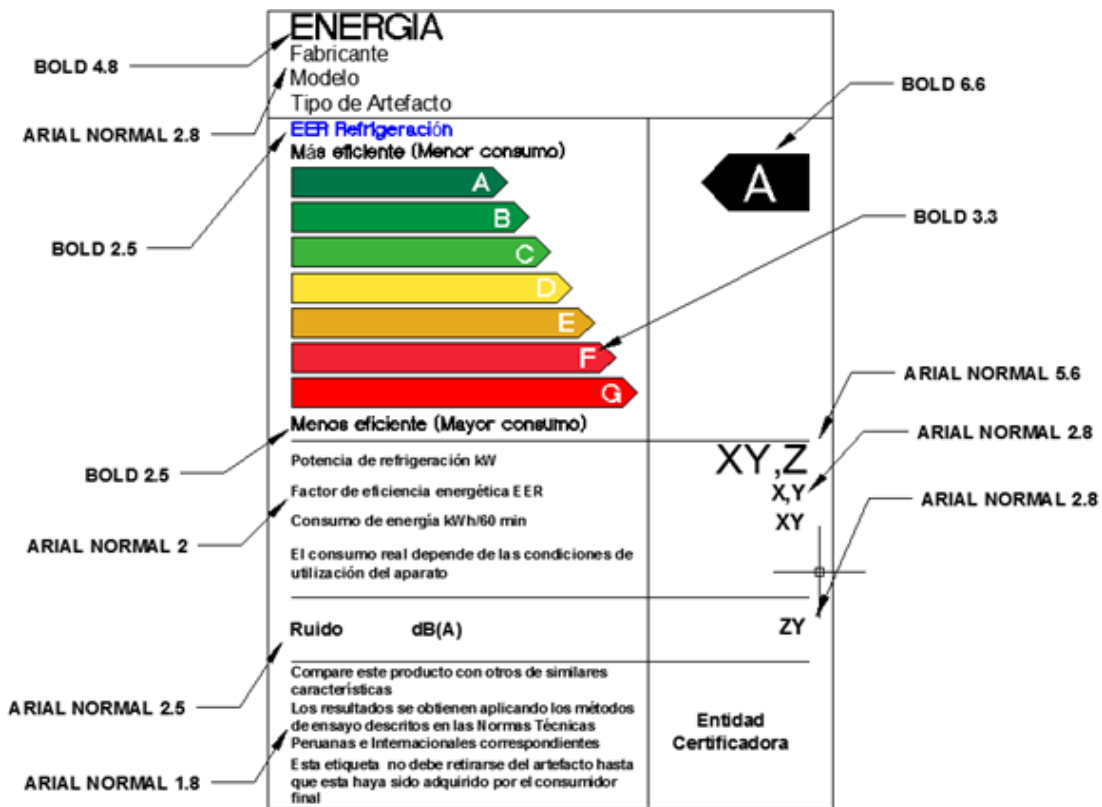 ENERGIA
Fabricante
Modelo
Tipo de Artefacto
BOLD 4.8
ARIAL NORMAL 2.8
BOLD 2.5
EER Refrigeración
Más eficiente (Menor consumo)
A
B
C
D
E
F
G
Menos eficiente (Mayor consumo)
A
BOLD 6.6
BOLD 3.3
BOLD 2.5
ARIAL NORMAL 2
Potencia de refrigeración kW
XY,Z
Factor de eficiencia energética EER
X,Y
Consumo de energía kWh/60 min
XY
El consumo real depende de las condiciones de
utilización del aparato
ARIAL NORMAL 5.6
ARIAL NORMAL 2.8
ARIAL NORMAL 2.8
Ruido dB(A)
ZY
ARIAL NORMAL 2.5
ARIAL NORMAL 1.8
Compare este producto con otros de similares
características
Los resultados se obtienen aplicando los métodos
de ensayo descritos en las Normas Técnicas
Peruanas e Internacionales correspondientes
Esta etiqueta no debe retirarse del artefacto hasta
que esta haya sido adquirido por el consumidor
final
Entidad
Certificadora